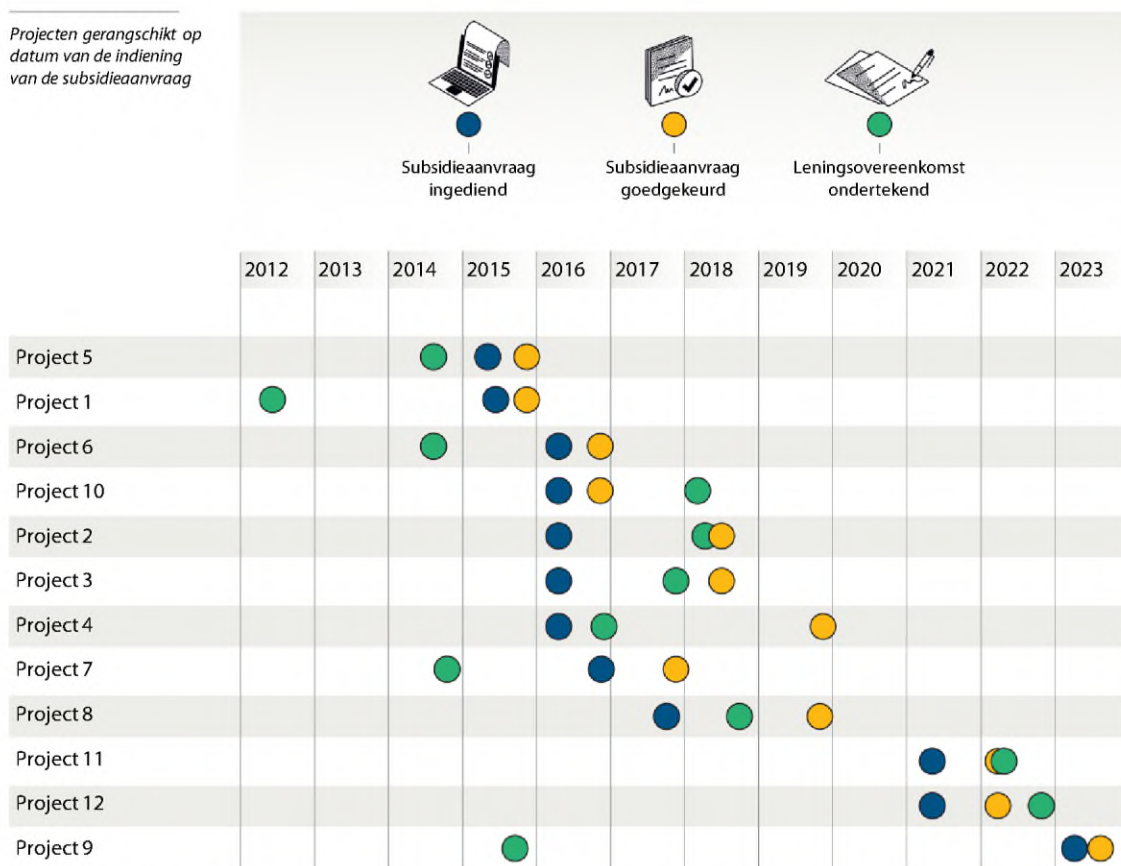 Projecten gerangschikt op
datum van de indiening
van de subsidieaanvraag
Subsidieaanvraag
ingediend
Subsidieaanvraag
goedgekeurd
Leningsovereenkomst
ondertekend
2012 2013 2014 2015 2016 2017 2018 2019 2020 2021 2022 2023
Project 5
Project 1
Project 6
Project 10
Project 2
Project 3
Project 4
Project 7
Project 8
Project 11
Project 12
Project 9